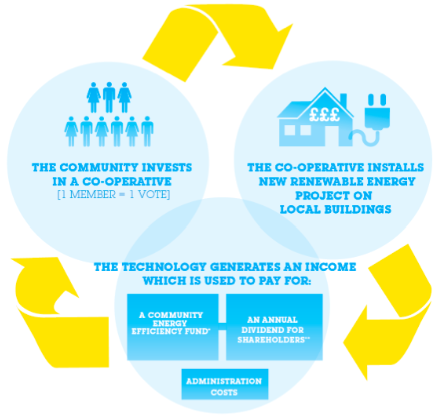 £££
THE COMMUNITY INVESTS
IN A CO-OPERATIVE
[1 MEMBER = 1 VOTE]
THE CO-OPERATIVE INSTALLS
NEW RENEWABLE ENERGY
PROJECT ON
LOCAL BUILDINGS
THE TECHNOLOGY GENERATES AN INCOME
WHICH IS USED TO PAY FOR:
A COMMUNITY
ENERGY
EFFICIENCY FUND*
AN ANNUAL
DIVIDEND FOR
SHAREHOLDERS**
ADMINISTRATION
COSTS